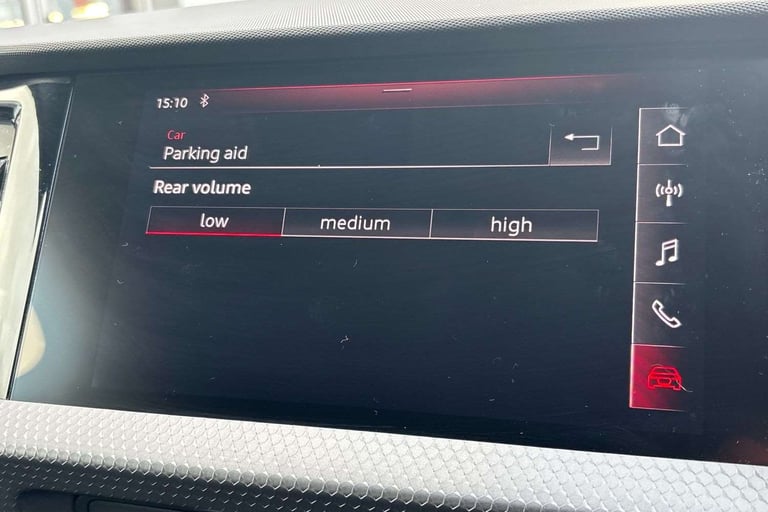 15:10
Car
Parking aid
Rear volume
low medium high